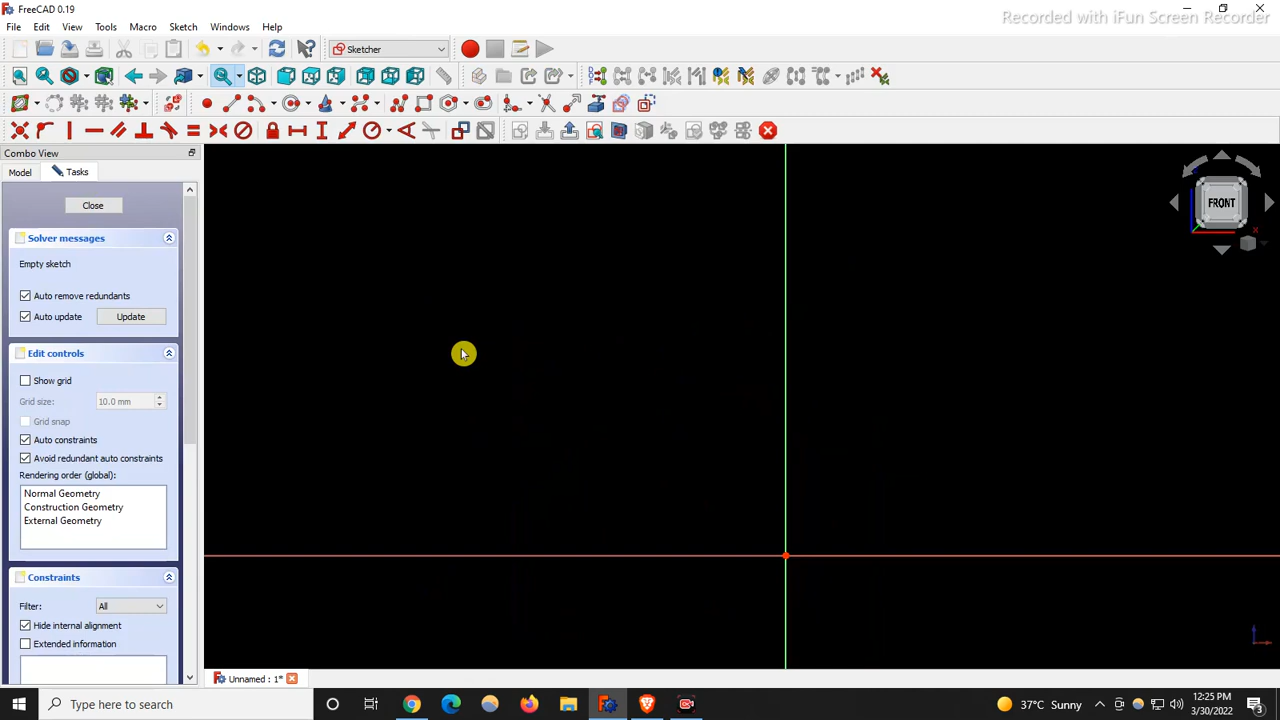 FreeCAD 0.19
Recorded with iFun Screen Recorder
File Edit View Tools Macro Sketch Windows Help
Sketcher
Combo View
Model Tasks
FRONT
x
Close
Solver messages
Empty sketch
Auto remove redundants
Auto update Update
Edit controls
Show grid
Grid size: 10.0 mm
Grid snap
Auto constraints
Avoid redundant auto constraints
Rendering order (global):
Normal Geometry
Construction Geometry
External Geometry
Constraints
Filter: All
Hide internal alignment
Extended information
Unnamed : 1*
Type here to search
37°C Sunny
12:25 PM
3/30/2022
3